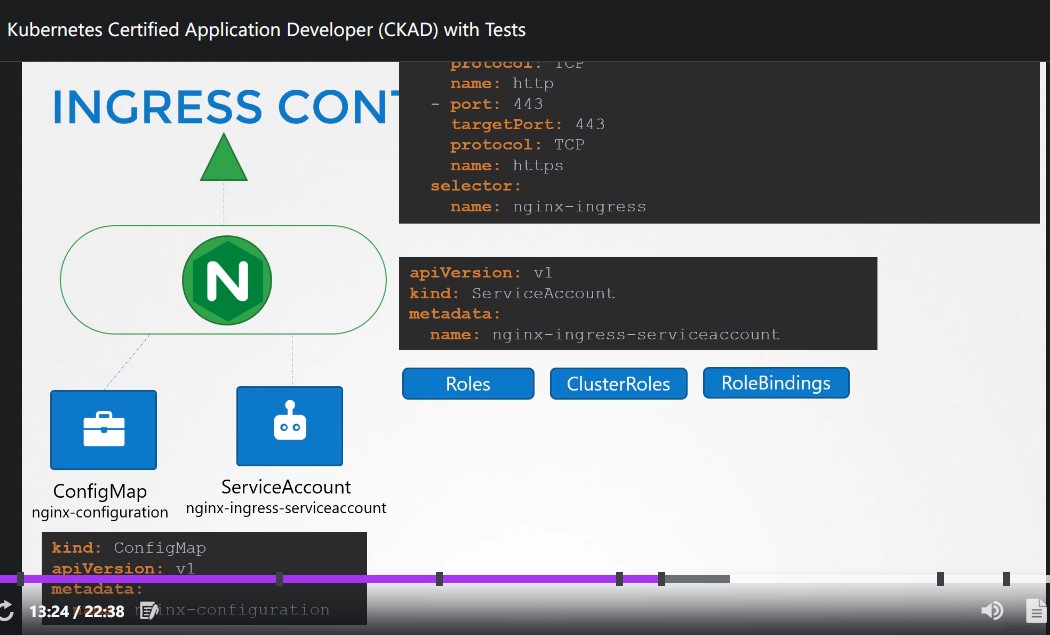 Kubernetes Certified Application Developer (CKAD) with Tests
INGRESS CONT
protocol: TCP
name: http
- port: 443
targetPort: 443
protocol: TCP
name: https
selector:
name: nginx-ingress
N
apiVersion: v1
kind: ServiceAccount
metadata:
name: nginx-ingress-serviceaccount
Roles
ClusterRoles
RoleBindings
ConfigMap
nginx-configuration
ServiceAccount
nginx-ingress-serviceaccount
kind: ConfigMap
apiVersion: v1
metadata:
name: nginx-configuration
13:24 / 22:38